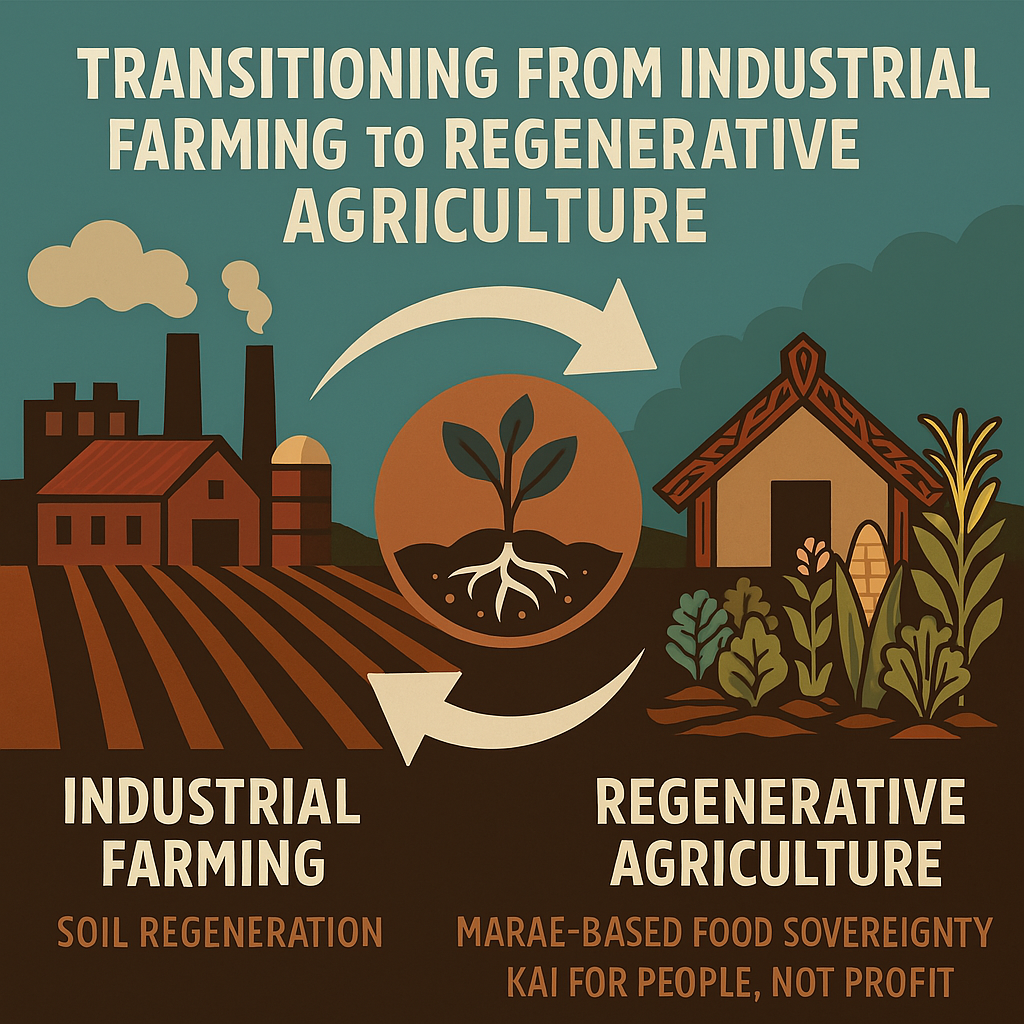 TRANSITIONING FROM INDUSTRIAL
FARMING TO REGENERATIVE
AGRICULTURE
INDUSTRIAL
FARMING
SOIL REGENERATION
REGENERATIVE
AGRICULTURE
MARAE-BASED FOOD SOVEREIGNTY
KAI FOR PEOPLE, NOT PROFIT